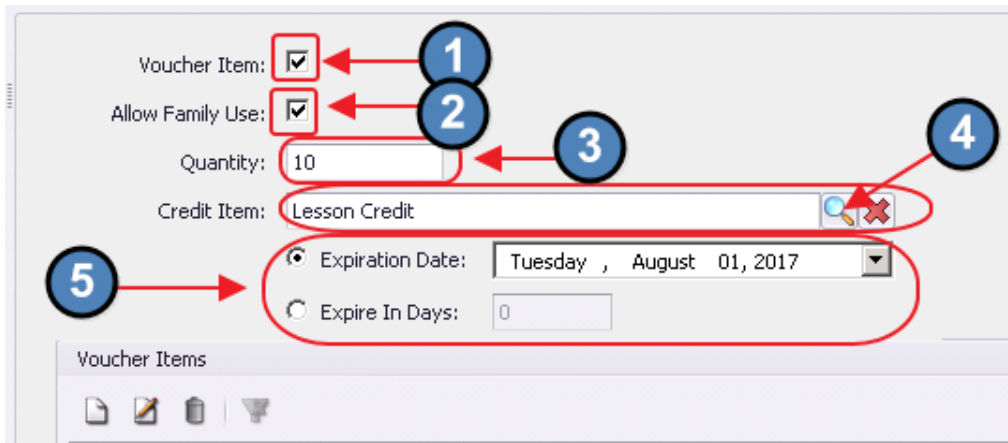 Voucher Item: 1
Allow Family Use: 2
Quantity: 10 3
4
Credit Item: Lesson Credit
Expiration Date: Tuesday , August 01, 2017
5
Expire In Days: 0
Voucher Items